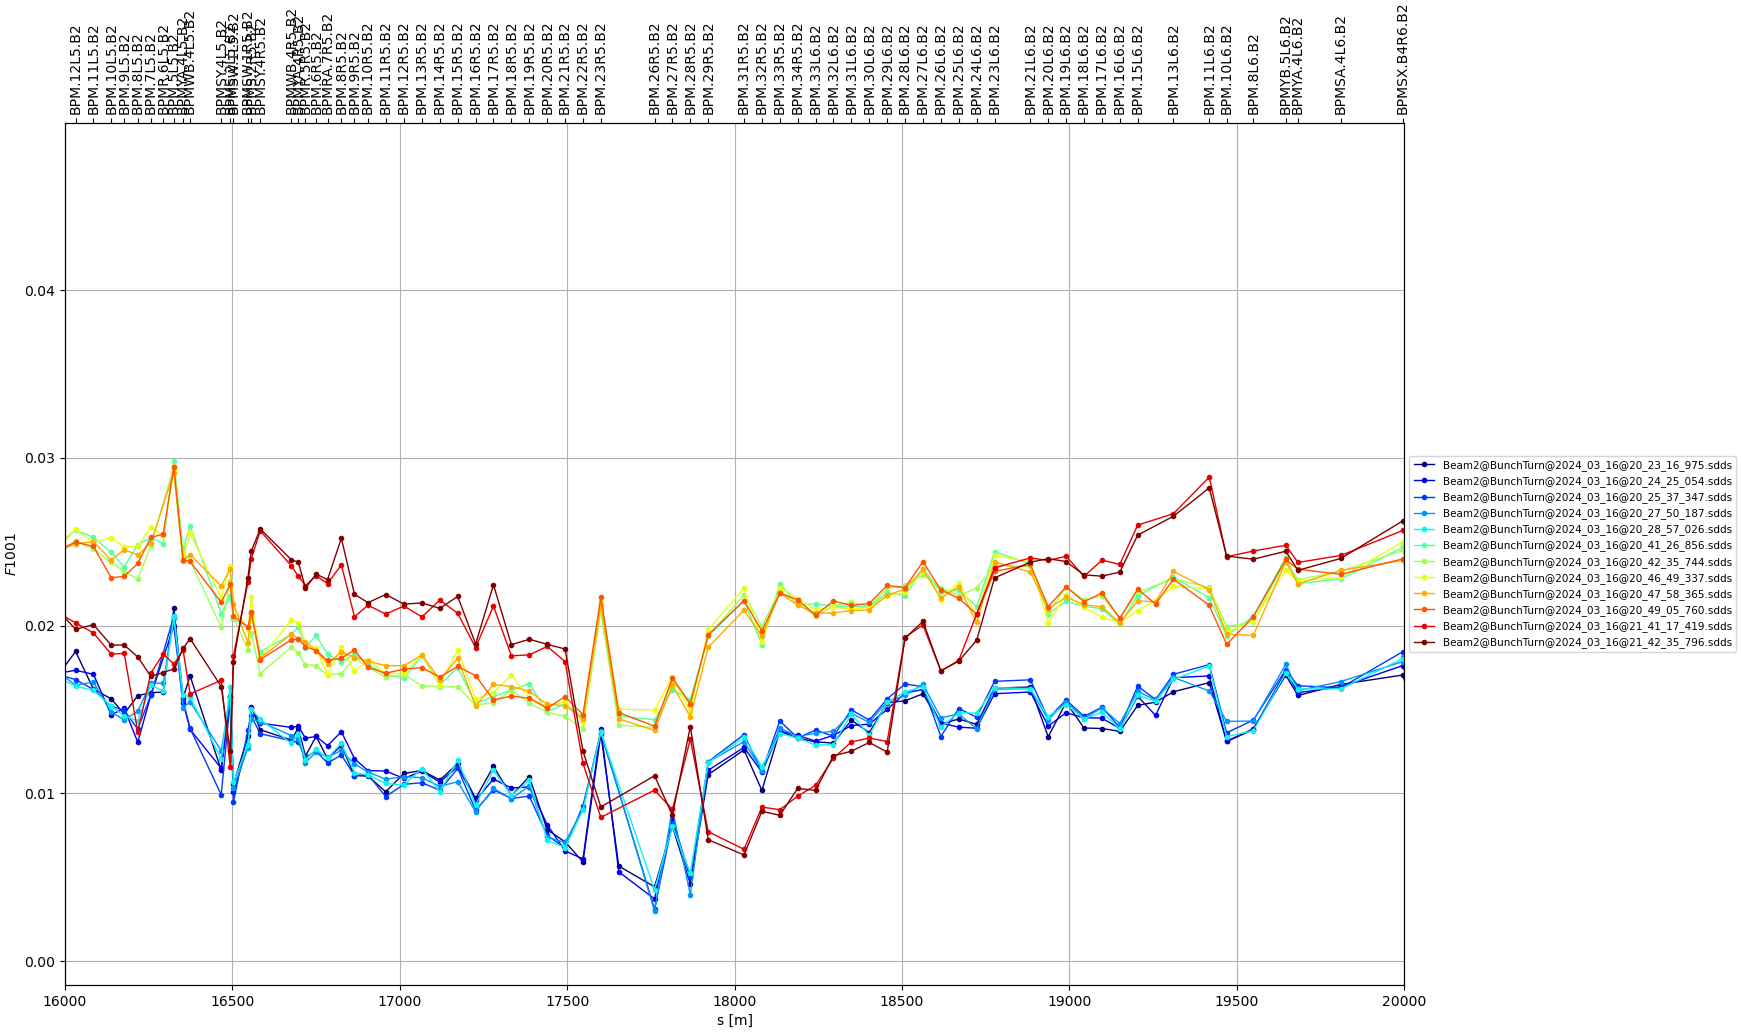 BPM.12L5.B2
BPM.11L5.B2
BPM.10L5.B2
BPM.9L5.B2
BPM.8L5.B2
BPM.7L5.B2
BPMR.6L5.B2
BPMYA.4L5.B2
BPMWB.4L5.B2
BPMSY.4L5.B2
BPMSY.4R5.B2
BPMWB.4R5.B2
BPMYA.4R5.B2
BPM.6R5.B2
BPMRA.7R5.B2
BPM.8R5.B2
BPM.9R5.B2
BPM.10R5.B2
BPM.11R5.B2
BPM.12R5.B2
BPM.13R5.B2
BPM.14R5.B2
BPM.15R5.B2
BPM.16R5.B2
BPM.17R5.B2
BPM.18R5.B2
BPM.19R5.B2
BPM.20R5.B2
BPM.21R5.B2
BPM.22R5.B2
BPM.23R5.B2
BPM.26R5.B2
BPM.27R5.B2
BPM.28R5.B2
BPM.29R5.B2
BPM.31R5.B2
BPM.32R5.B2
BPM.33R5.B2
BPM.34R5.B2
BPM.33L6.B2
BPM.32L6.B2
BPM.31L6.B2
BPM.30L6.B2
BPM.29L6.B2
BPM.28L6.B2
BPM.27L6.B2
BPM.26L6.B2
BPM.25L6.B2
BPM.24L6.B2
BPM.23L6.B2
BPM.21L6.B2
BPM.20L6.B2
BPM.19L6.B2
BPM.18L6.B2
BPM.17L6.B2
BPM.16L6.B2
BPM.15L6.B2
BPM.13L6.B2
BPM.11L6.B2
BPM.10L6.B2
BPM.8L6.B2
BPMYB.5L6.B2
BPMYA.4L6.B2
BPMSA.4L6.B2
BPMSX.B4R6.B2
0.04
0.03
0.02
0.01
0.00
F1001
16000
16500
17000
17500
18000
18500
19000
19500
20000
s [m]
Beam2@BunchTurn@2024_03_16@20_23_16_975.sdds
Beam2@BunchTurn@2024_03_16@20_24_25_054.sdds
Beam2@BunchTurn@2024_03_16@20_25_37_347.sdds
Beam2@BunchTurn@2024_03_16@20_27_50_187.sdds
Beam2@BunchTurn@2024_03_16@20_28_57_026.sdds
Beam2@BunchTurn@2024_03_16@20_41_26_856.sdds
Beam2@BunchTurn@2024_03_16@20_42_35_744.sdds
Beam2@BunchTurn@2024_03_16@20_46_49_337.sdds
Beam2@BunchTurn@2024_03_16@20_47_58_365.sdds
Beam2@BunchTurn@2024_03_16@20_49_05_760.sdds
Beam2@BunchTurn@2024_03_16@21_41_17_419.sdds
Beam2@BunchTurn@2024_03_16@21_42_35_796.sdds